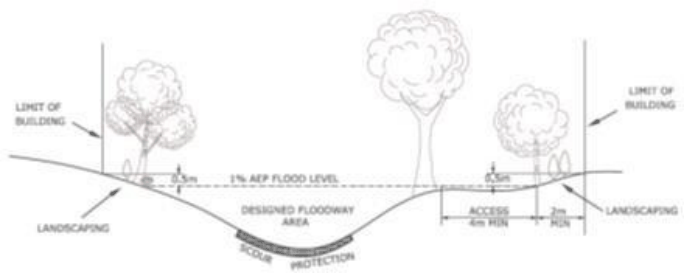 LIMIT OF
BUILDING
LIMIT OF
BUILDING
0.5m
1% AEP FLOOD LEVEL
0.5m
DESIGNED FLOODWAY
AREA
ACCESS
4m MIN
2m
MIN
LANDSCAPING
LANDSCAPING
SCOUR PROTECTION